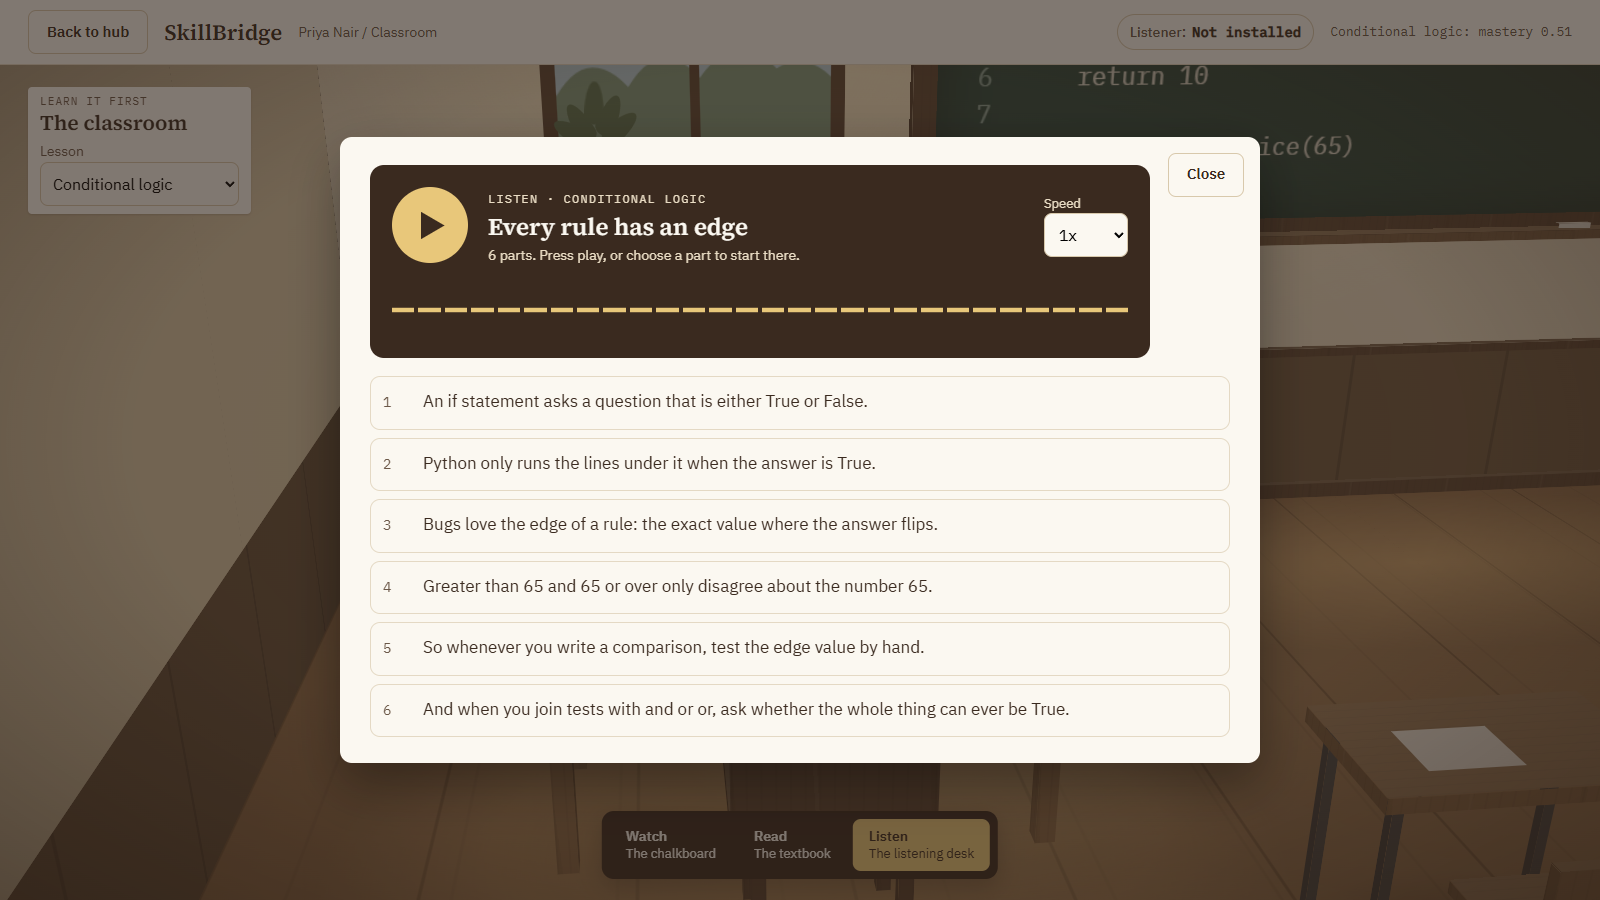 Back to hub
SkillBridge
Priya Nair / Classroom
Listener: Not installed
Conditional logic: mastery 0.51
LEARN IT FIRST
The classroom
Lesson
Conditional logic
6 return 10
7
ice(65)
Close
LISTEN · CONDITIONAL LOGIC
Every rule has an edge
6 parts. Press play, or choose a part to start there.
Speed
1x
1 An if statement asks a question that is either True or False.
2 Python only runs the lines under it when the answer is True.
3 Bugs love the edge of a rule: the exact value where the answer flips.
4 Greater than 65 and 65 or over only disagree about the number 65.
5 So whenever you write a comparison, test the edge value by hand.
6 And when you join tests with and or or, ask whether the whole thing can ever be True.
Watch
The chalkboard
Read
The textbook
Listen
The listening desk